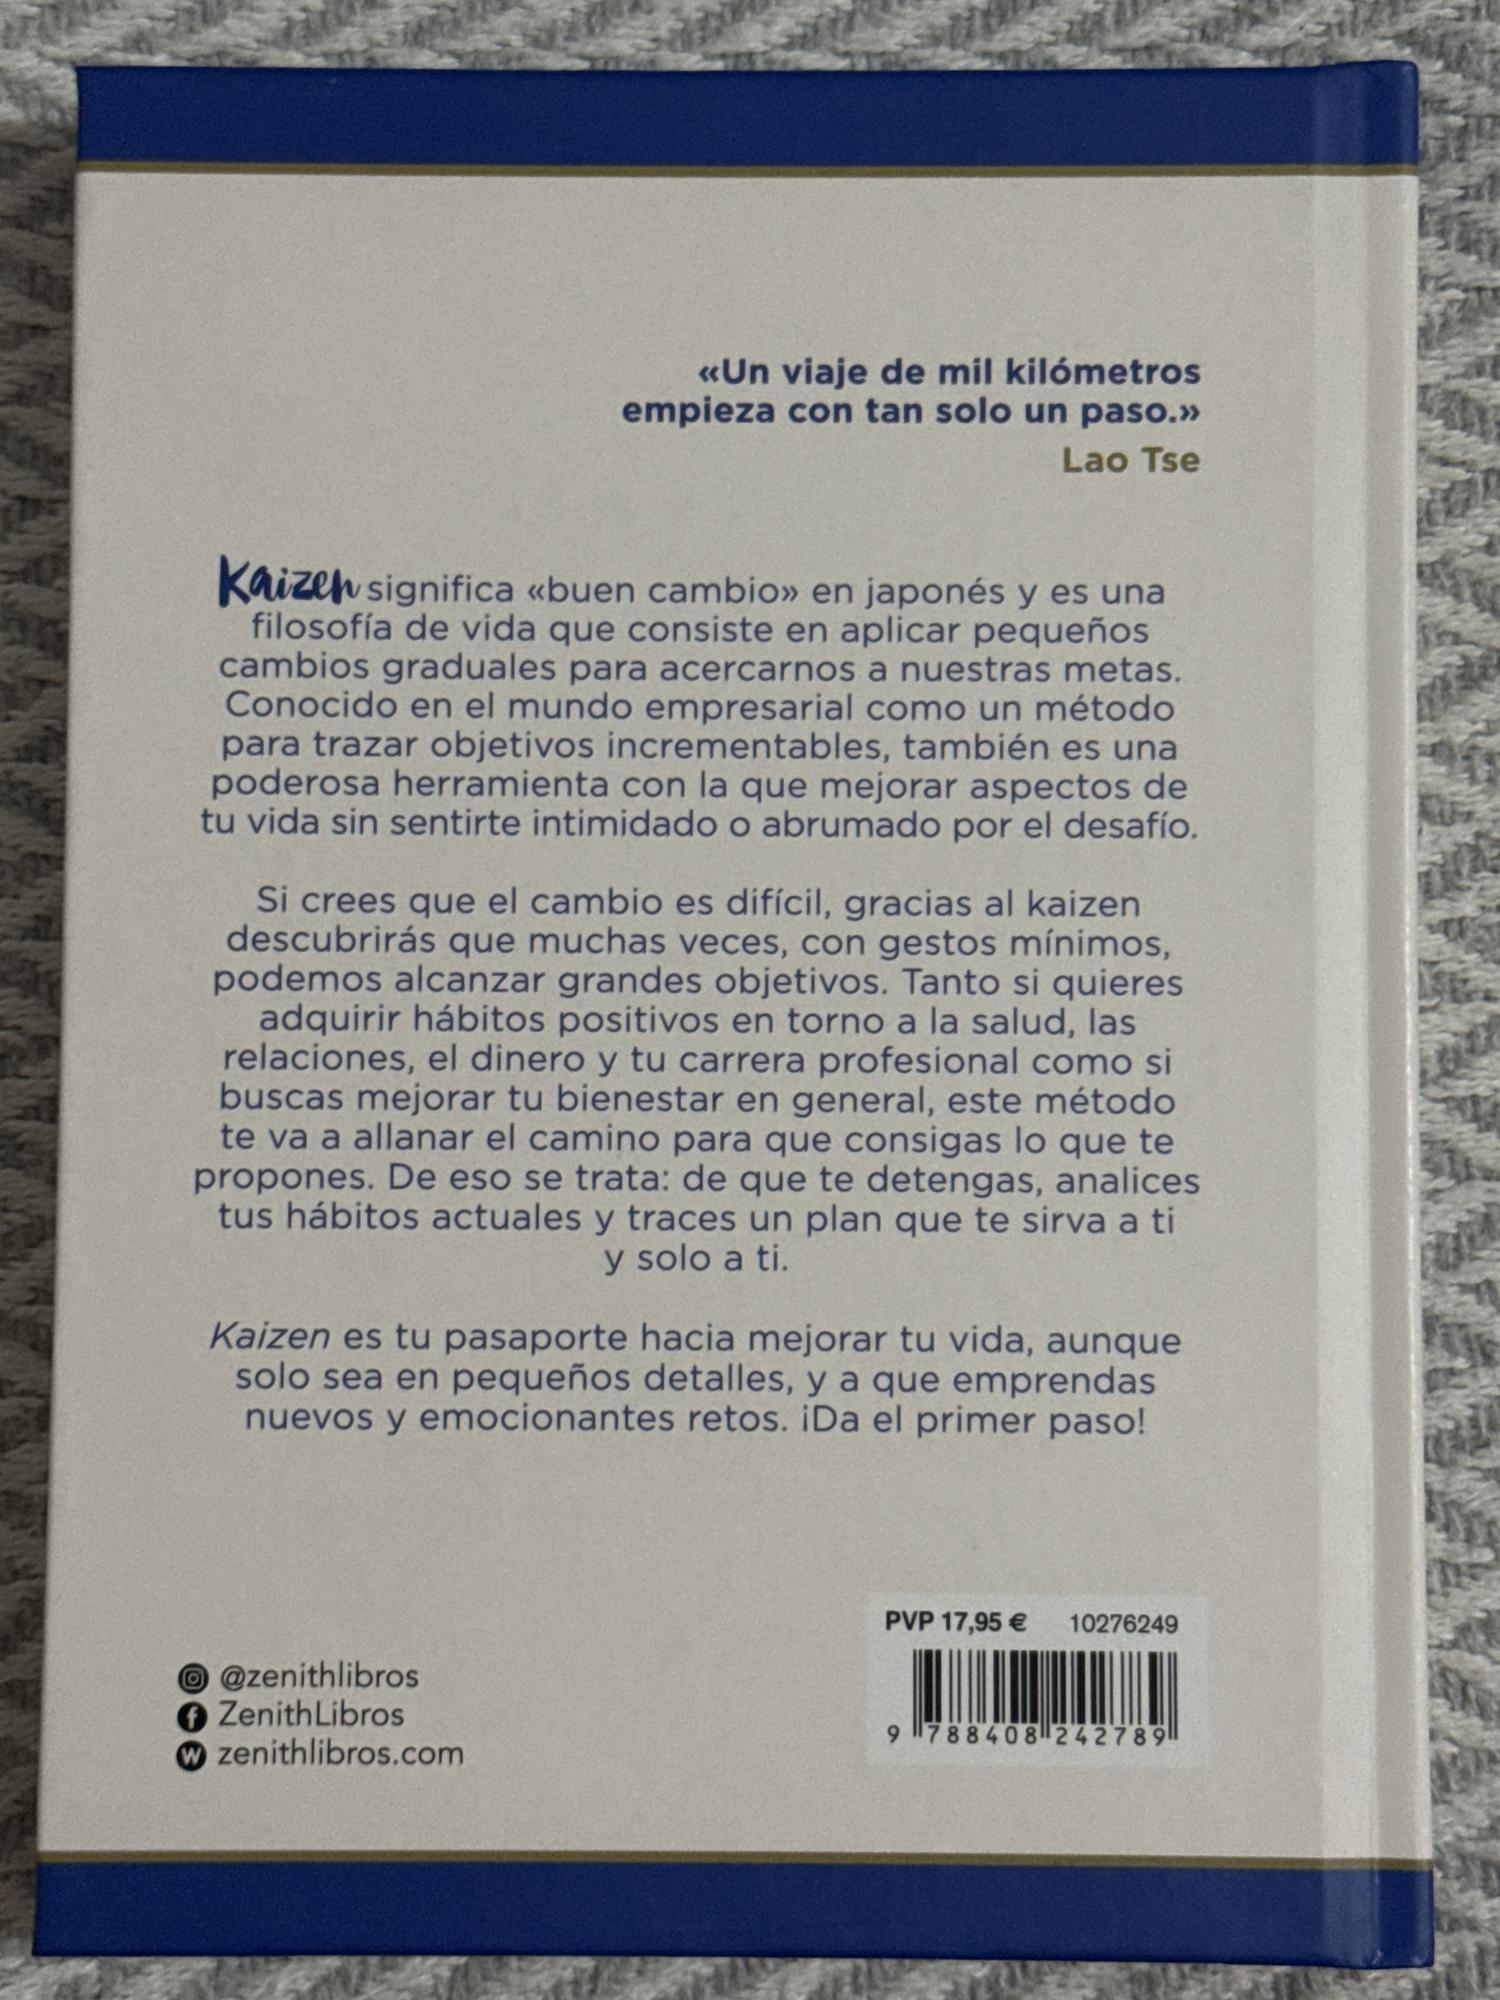 «Un viaje de mil kilómetros
empieza con tan solo un paso.»
Lao Tse
Kaizen significa «buen cambio» en japonés y es una
filosofía de vida que consiste en aplicar pequeños
cambios graduales para acercarnos a nuestras metas.
Conocido en el mundo empresarial como un método
para trazar objetivos incrementables, también es una
poderosa herramienta con la que mejorar aspectos de
tu vida sin sentirte intimidado o abrumado por el desafío.
Si crees que el cambio es difícil, gracias al kaizen
descubrirás que muchas veces, con gestos mínimos,
podemos alcanzar grandes objetivos. Tanto si quieres
adquirir hábitos positivos en torno a la salud, las
relaciones, el dinero y tu carrera profesional como si
buscas mejorar tu bienestar en general, este método
te va a allanar el camino para que consigas lo que te
propones. De eso se trata: de que te detengas, analices
tus hábitos actuales y traces un plan que te sirva a ti
y solo a ti.
Kaizen es tu pasaporte hacia mejorar tu vida, aunque
solo sea en pequeños detalles, y a que emprendas
nuevos y emocionantes retos. ¡Da el primer paso!
PVP 17,95 € 10276249
9 788408 242789
@zenithlibros
ZenithLibros
zenithlibros.com